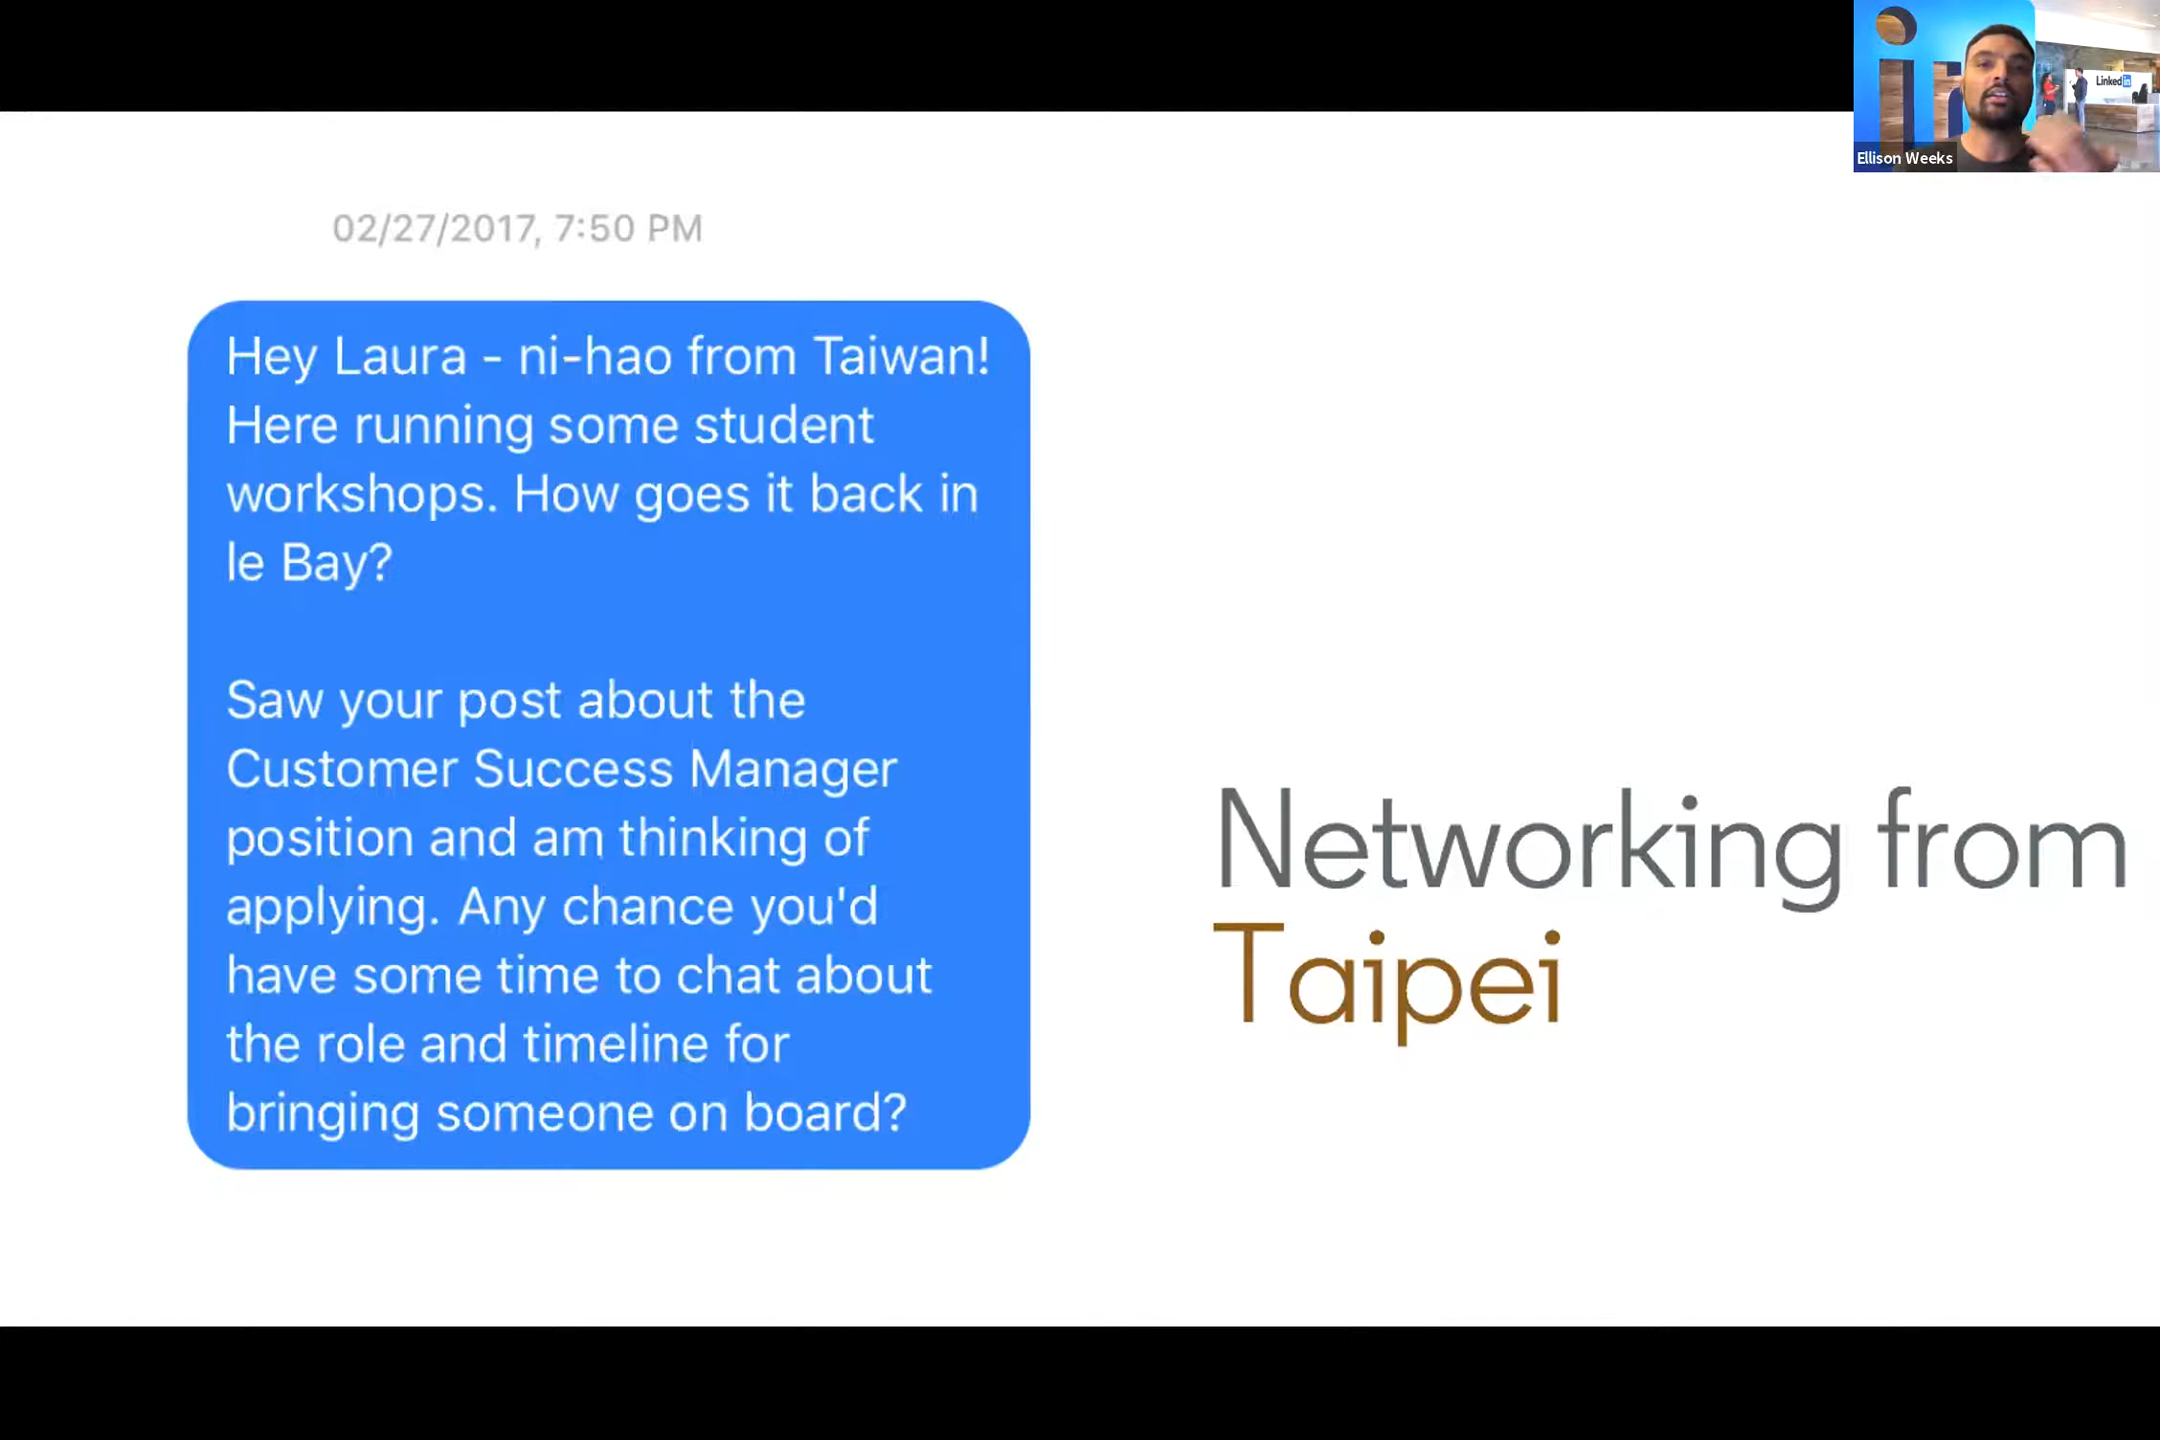 Linkedin
Ellison Weeks
02/27/2017, 7:50 PM
Hey Laura - ni-hao from Taiwan!
Here running some student
workshops. How goes it back in
le Bay?
Saw your post about the
Customer Success Manager
position and am thinking of
applying. Any chance you'd
have some time to chat about
the role and timeline for
bringing someone on board?
Networking from
Taipei